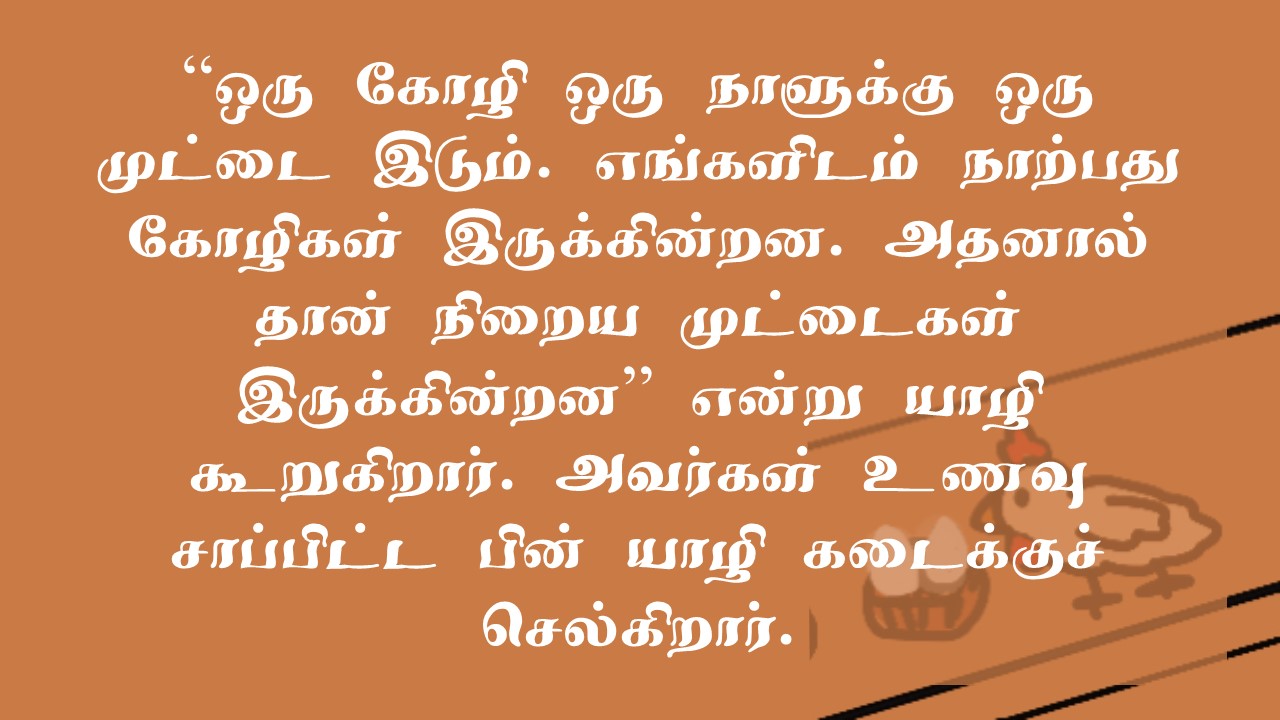 “ஒரு கோழி ஒரு நாளுக்கு ஒரு
முட்டை இடும். எங்களிடம் நாற்பது
கோழிகள் இருக்கின்றன. அதனால்
தான் நிறைய முட்டைகள்
இருக்கின்றன” என்று யாழி
கூறுகிறார். அவர்கள் உணவு
சாப்பிட்ட பின் யாழி கடைக்குச்
செல்கிறார்.